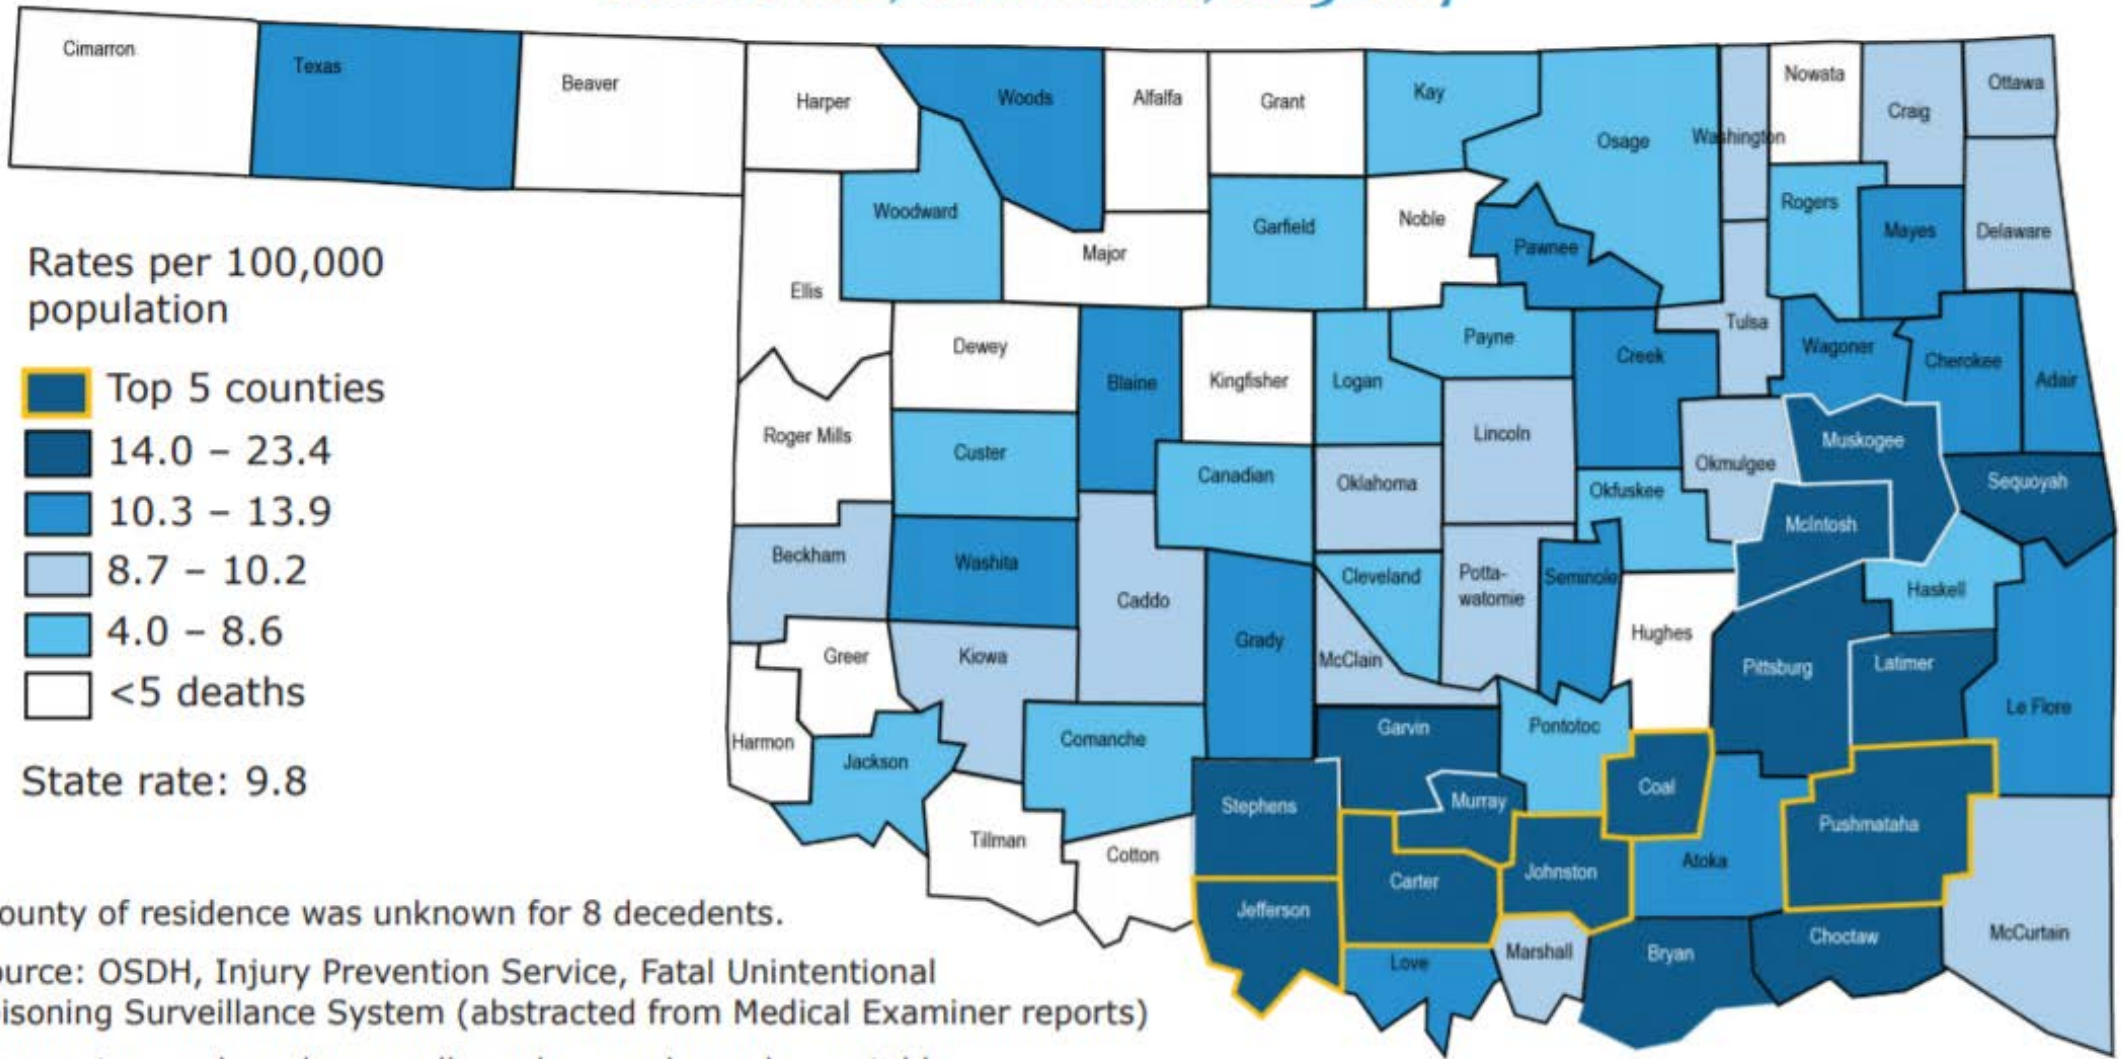 Cimarron
Texas
Beaver
Harper
Woods
Alfalfa
Grant
Kay
Osage
Washington
Nowata
Craig
Ottawa
Woodward
Ellis
Major
Garfield
Noble
Pawnee
Rogers
Mayes
Delaware
Rates per 100,000
population
Top 5 counties
14.0 – 23.4
10.3 – 13.9
8.7 – 10.2
4.0 – 8.6
<5 deaths
State rate: 9.8
Dewey
Blaine
Kingfisher
Logan
Payne
Creek
Tulsa
Wagoner
Cherokee
Adair
Roger Mills
Custer
Canadian
Oklahoma
Lincoln
Okfuskee
Okmulgee
Muskogee
McIntosh
Sequoyah
Beckham
Washita
Caddo
Grady
Cleveland
McClain
Potta-
watomie
Seminole
Hughes
Haskell
Pittsburg
Latimer
Le Flore
Greer
Kiowa
Harmon
Jackson
Comanche
Tillman
Cotton
Stephens
Garvin
Murray
Pontotoc
Coal
Pushmataha
Jefferson
Carter
Johnston
Atoka
Love
Marshall
Bryan
Choctaw
McCurtain
ounty of residence was unknown for 8 decedents.
ource: OSDH, Injury Prevention Service, Fatal Unintentional
isoning Surveillance System (abstracted from Medical Examiner reports)